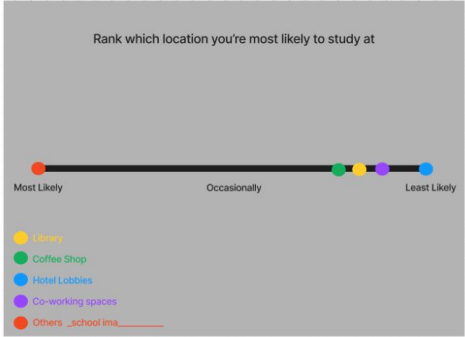 Rank which location you're most likely to study at
Most Likely Occasionally Least Likely
Library
Coffee Shop
Hotel Lobbies
Co-working spaces
Others _school ima__________